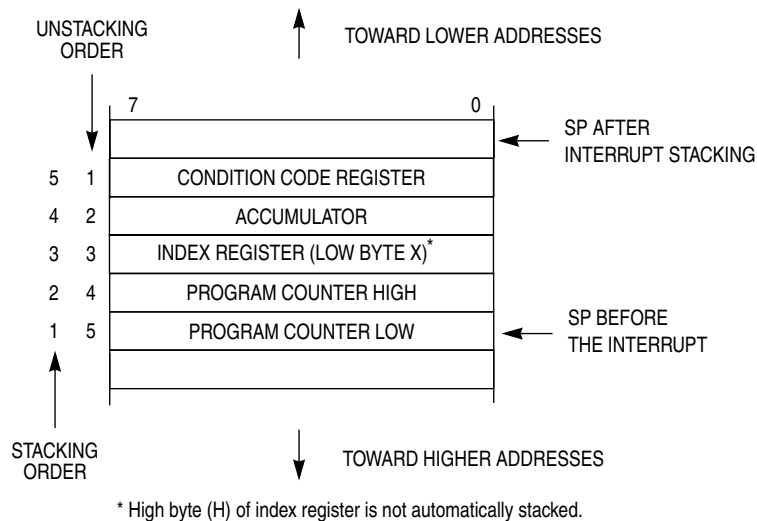 UNSTACKING
ORDER
TOWARD LOWER ADDRESSES
7 0
SP AFTER
INTERRUPT STACKING
5 1 CONDITION CODE REGISTER
4 2 ACCUMULATOR
3 3 INDEX REGISTER (LOW BYTE X)*
2 4 PROGRAM COUNTER HIGH
1 5 PROGRAM COUNTER LOW
SP BEFORE
THE INTERRUPT
STACKING
ORDER
TOWARD HIGHER ADDRESSES
* High byte (H) of index register is not automatically stacked.